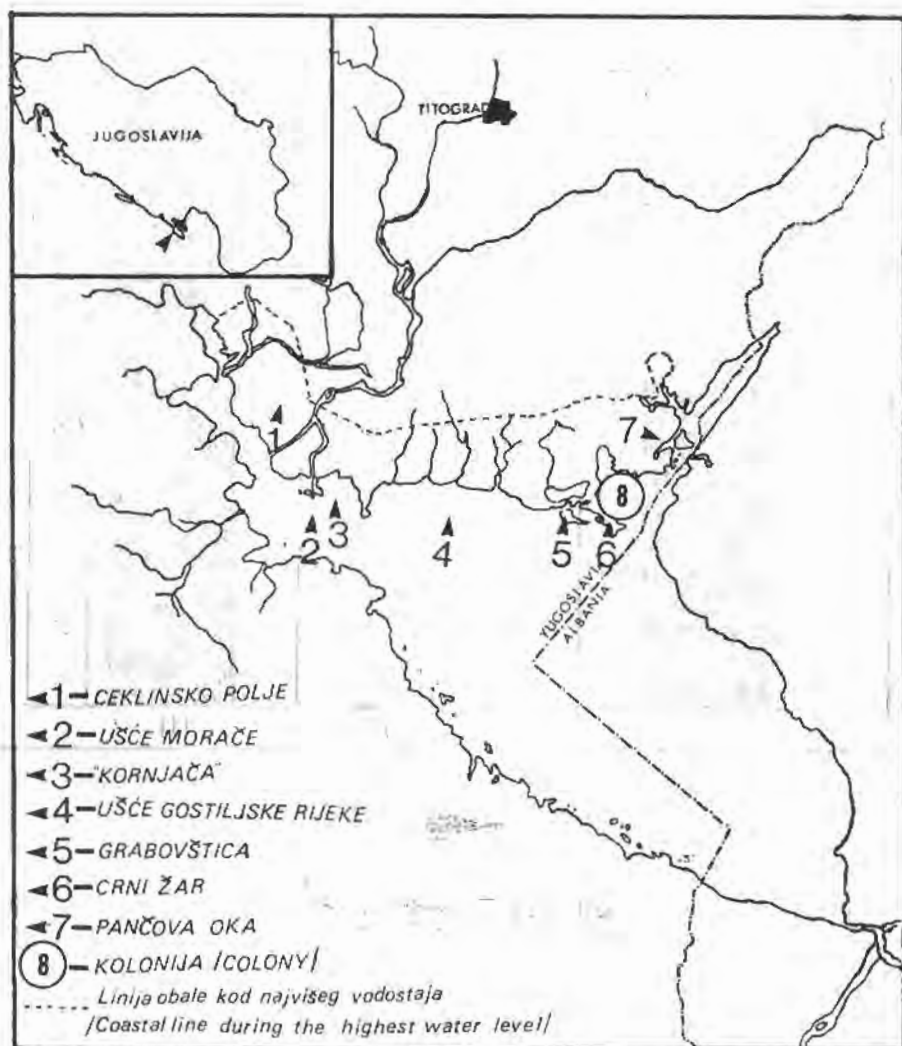 JUGOSLAVIJA
TITOGRAD
1
2
3
4
5
6
7
8
YUGOSLAVIA
ALBANIA
1 – CEKLINSKO POLJE
2 – UŠĆE MORAČE
3 – "KORNJAČA"
4 – UŠĆE GOSTILJSKE RIJEKE
5 – GRABOVŠTICA
6 – CRNI ŽAR
7 – PANČOVA OKA
8 – KOLONIJA /COLONY/
Linija obale kod najvišeg vodostaja
/Coastal line during the highest water level/